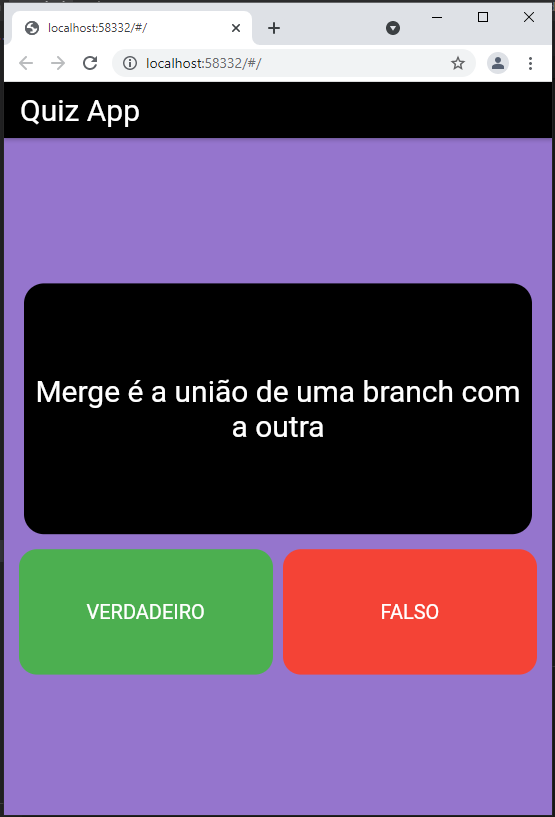 localhost:58332/#/
localhost:58332/#/
Quiz App
Merge é a união de uma branch com
a outra
VERDADEIRO
FALSO